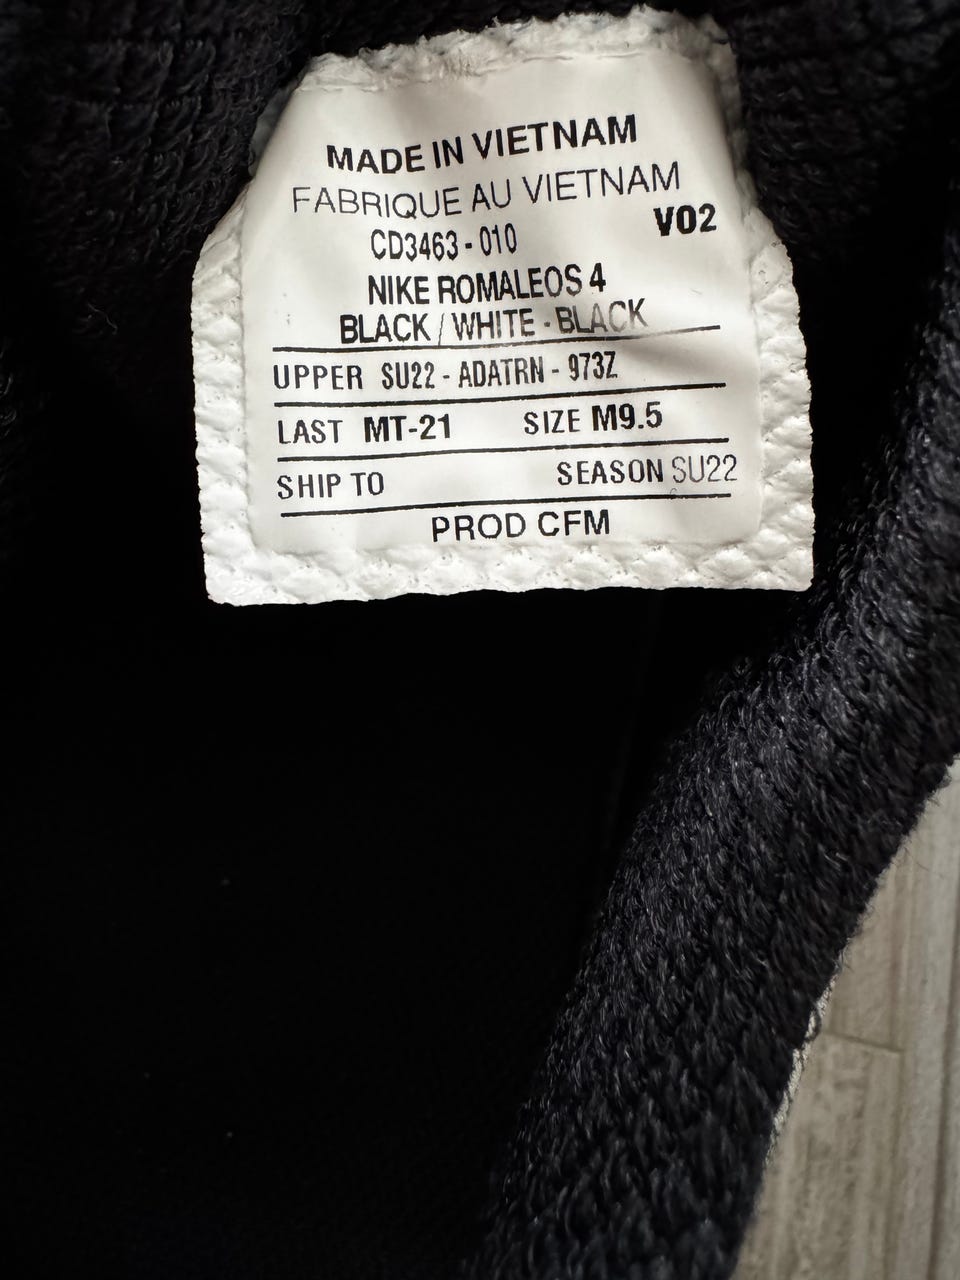 MADE IN VIETNAM
FABRIQUE AU VIETNAM
CD3463-010 V02
NIKE ROMALEOS 4
BLACK / WHITE - BLACK
UPPER SU22 - ADATRN - 973Z
LAST MT-21 SIZE M9.5
SHIP TO SEASON SU22
PROD CFM